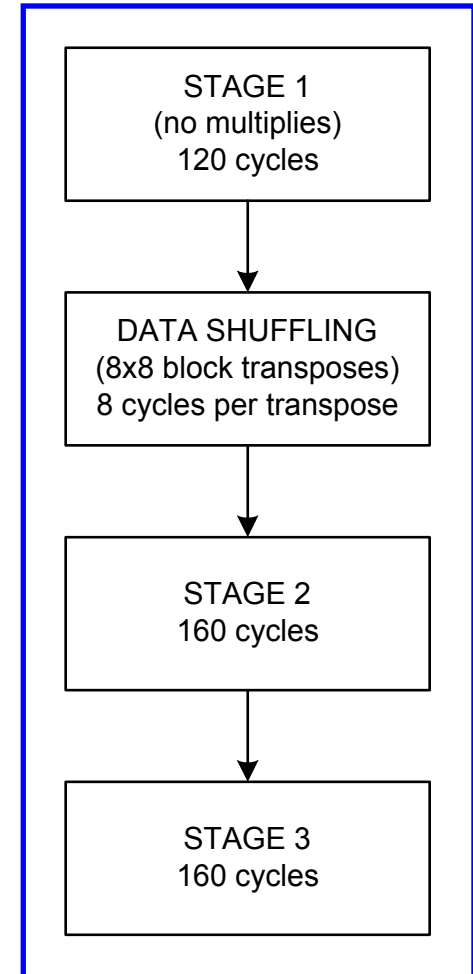 STAGE 1
(no multiplies)
120 cycles
DATA SHUFFLING
(8x8 block transposes)
8 cycles per transpose
STAGE 2
160 cycles
STAGE 3
160 cycles